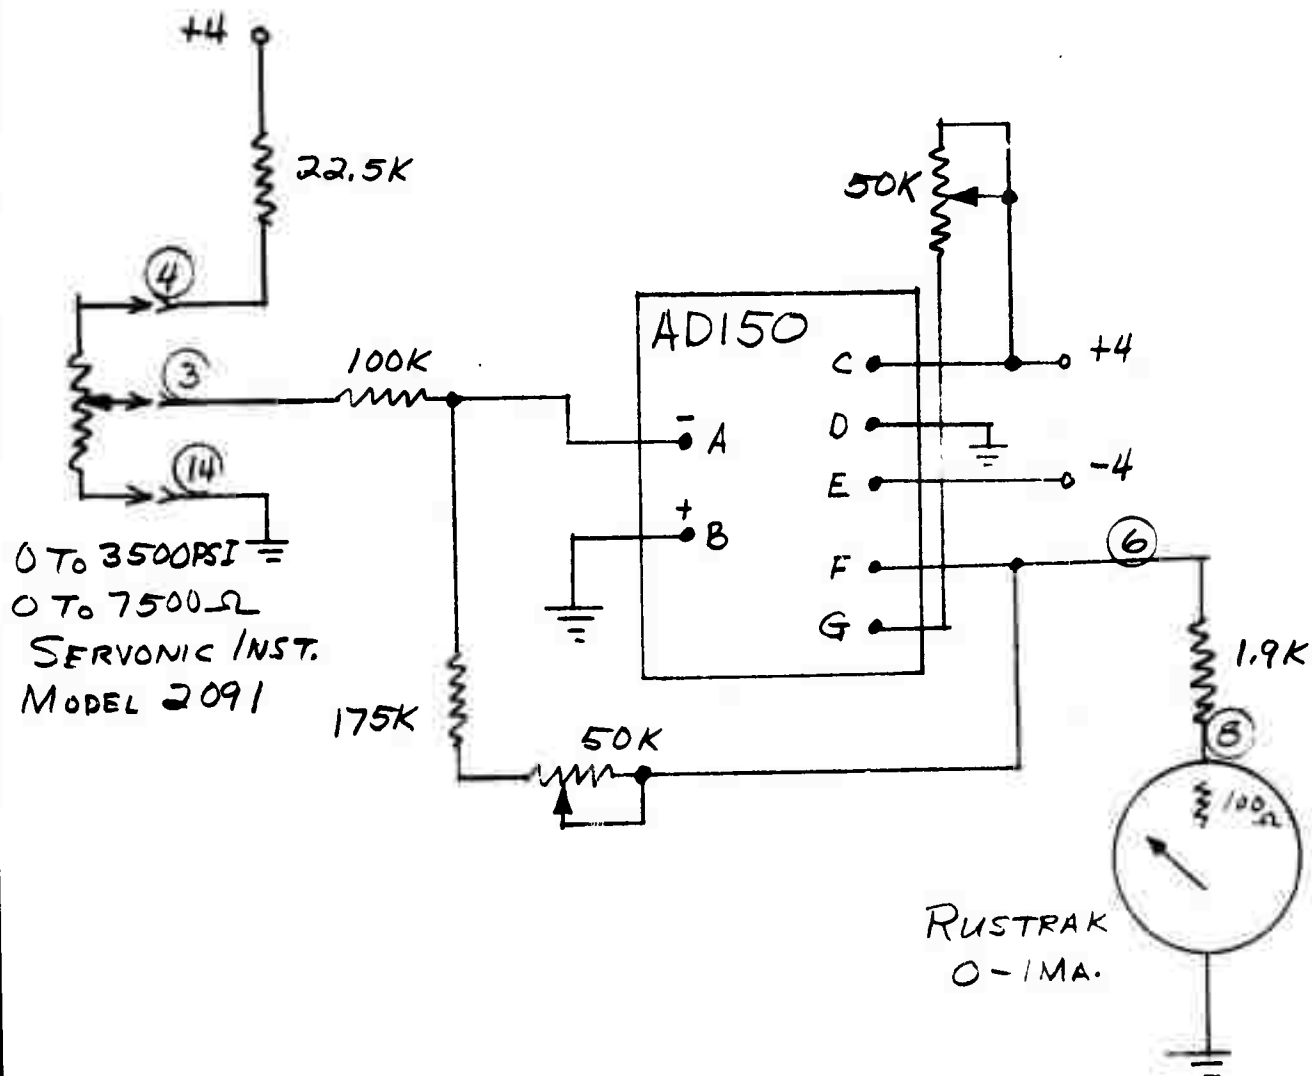 +4
22.5K
50K
4
AD150
3
100K
C
+4
- A
D
14
E
-4
+ B
0 TO 3500PSI
0 TO 7500Ω
SERVONIC INST.
MODEL 2091
F
6
G
1.9K
175K
50K
8
100Ω
RUSTRAK
0-1MA.